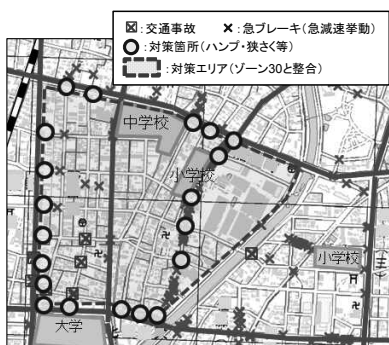 ：交通事故　×：急ブレーキ(急減速挙動)
：対策箇所(ハンプ・狭さく等)
：対策エリア(ゾーン30と整合)
中学校
小学校
小学校
大学